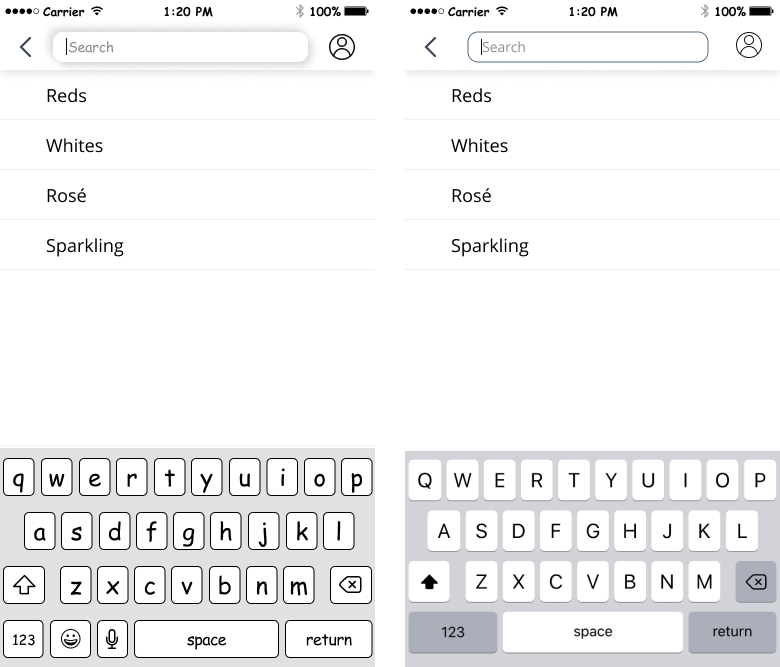 Carrier 1:20 PM 100%
Search
Reds
Whites
Rosé
Sparkling
q w e r t y u i o p
a s d f g h j k l
z x c v b n m
123 space return
Carrier 1:20 PM 100%
Search
Reds
Whites
Rosé
Sparkling
Q W E R T Y U I O P
A S D F G H J K L
Z X C V B N M
123 space return